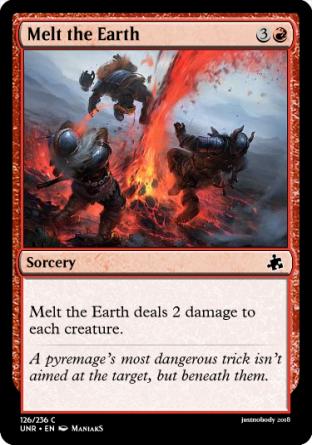 Melt the Earth 3
Sorcery
Melt the Earth deals 2 damage to
each creature.
A pyremage's most dangerous trick isn't
aimed at the target, but beneath them.
126/236 C
UNR • EN ManiakS
justnobody 2018